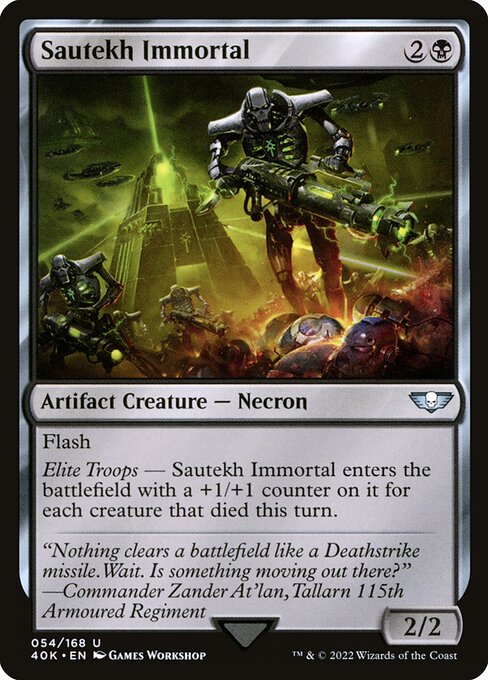 Sautekh Immortal 2
Artifact Creature — Necron
Flash
Elite Troops — Sautekh Immortal enters the
battlefield with a +1/+1 counter on it for
each creature that died this turn.
“Nothing clears a battlefield like a Deathstrike
missile. Wait. Is something moving out there?”
—Commander Zander At’lan, Tallarn 115th
Armoured Regiment
2/2
054/168 U
40K • EN Games Workshop
™ & © 2022 Wizards of the Coast